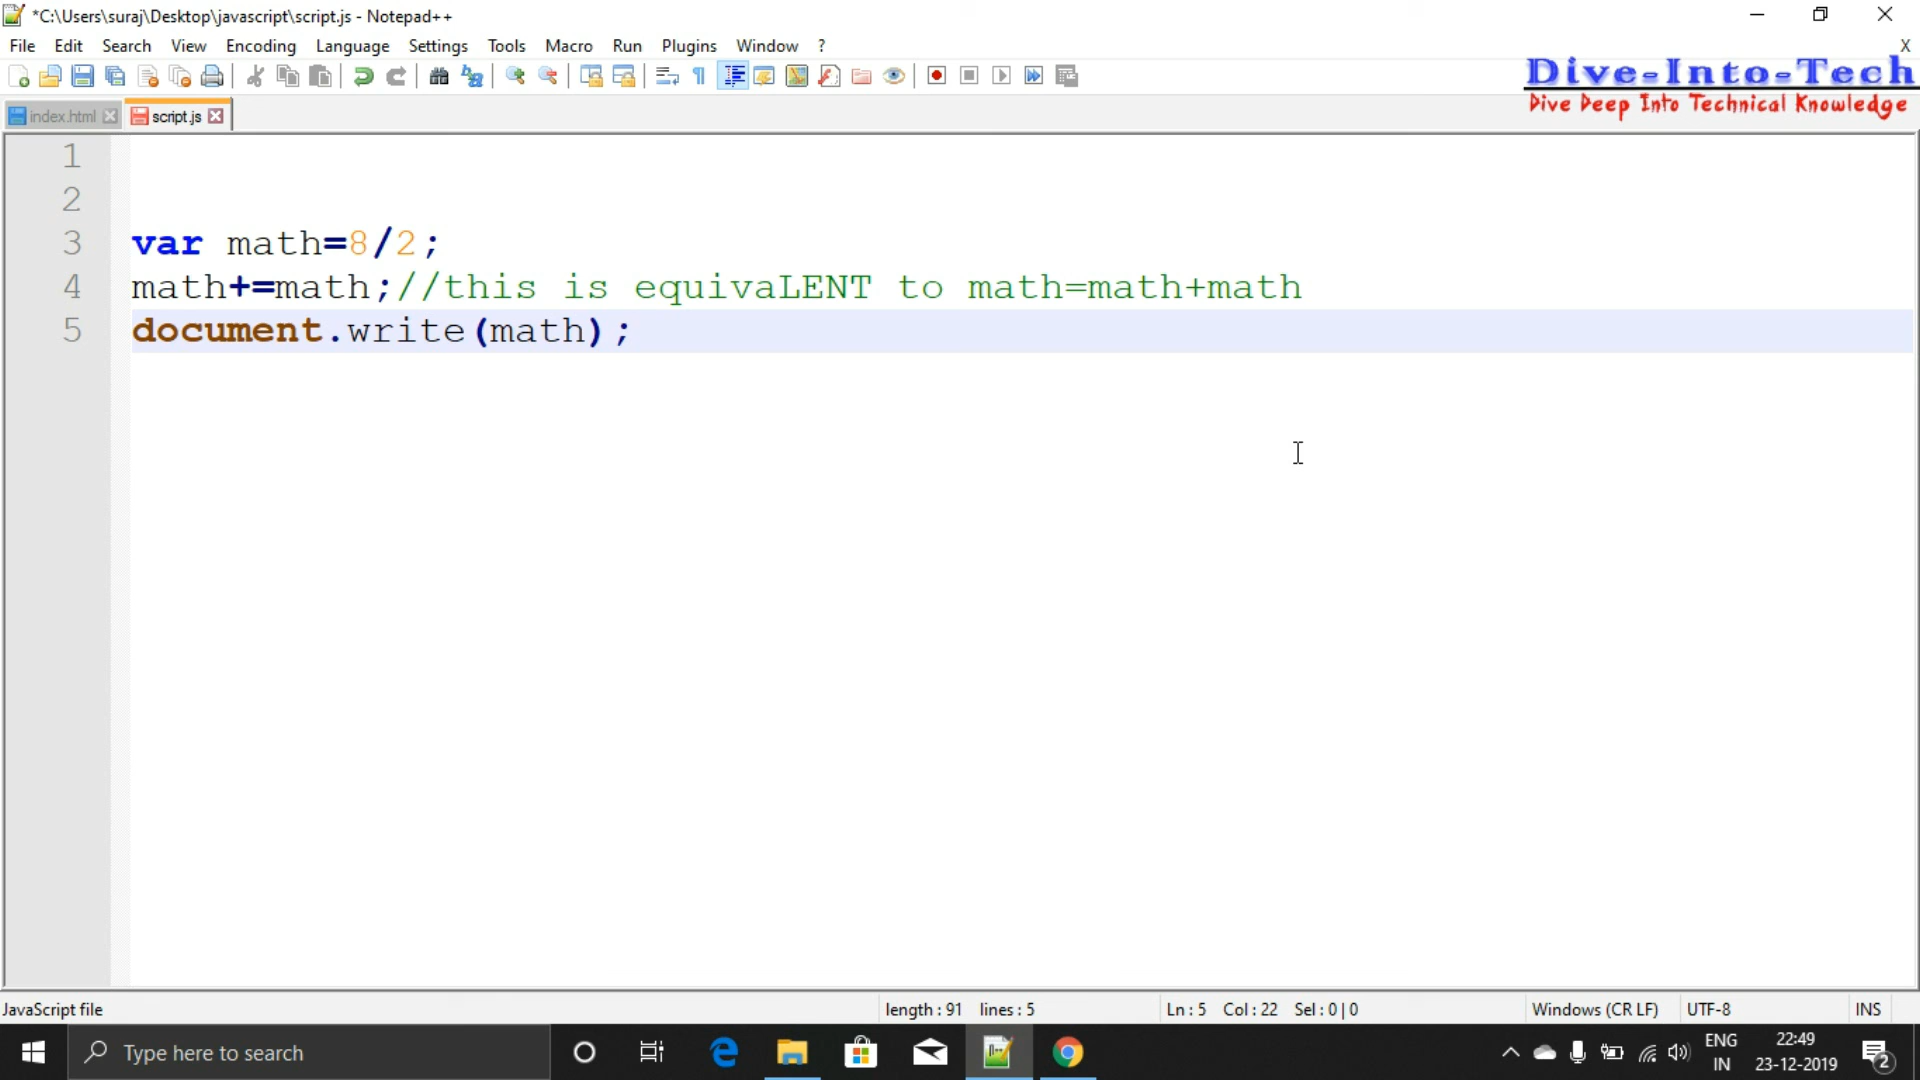 *C:\Users\suraj\Desktop\javascript\script.js - Notepad++
File Edit Search View Encoding Language Settings Tools Macro Run Plugins Window ? X
Dive-Into-Tech
Dive Deep Into Technical Knowledge
index.html script.js
1
2
3 var math=8/2;
4 math+=math;//this is equivaLENT to math=math+math
5 document.write(math);
JavaScript file length : 91 lines : 5 Ln : 5 Col : 22 Sel : 0 | 0 Windows (CR LF) UTF-8 INS
Type here to search
ENG
IN
22:49
23-12-2019
2